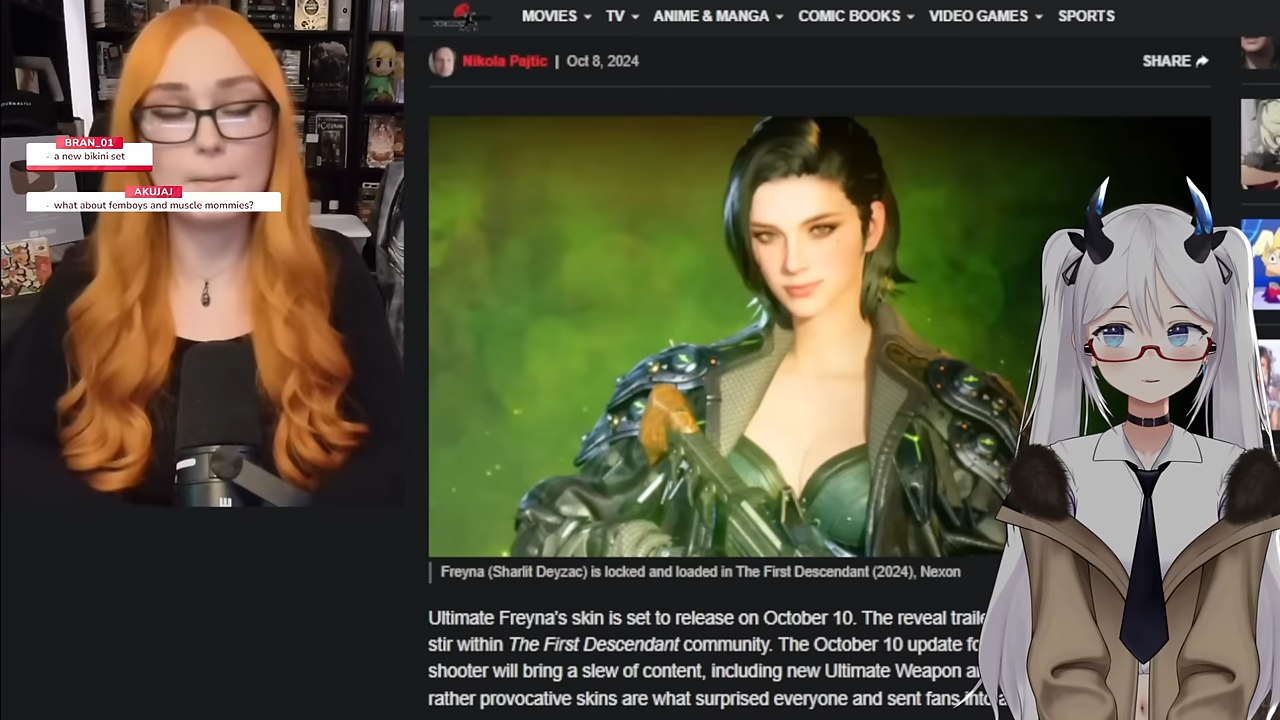 MOVIES TV ANIME & MANGA COMIC BOOKS VIDEO GAMES SPORTS
Nikola Pajtic | Oct 8, 2024
SHARE
BRAN_01
- a new bikini set
AKUJAJ
- what about femboys and muscle mommies?
Freyna (Sharlit Deyzac) is locked and loaded in The First Descendant (2024), Nexon
Ultimate Freyna's skin is set to release on October 10. The reveal
stir within The First Descendant community. The October 10 update
shooter will bring a slew of content, including new Ultimate Weapon
rather provocative skins are what surprised everyone and sent fans into